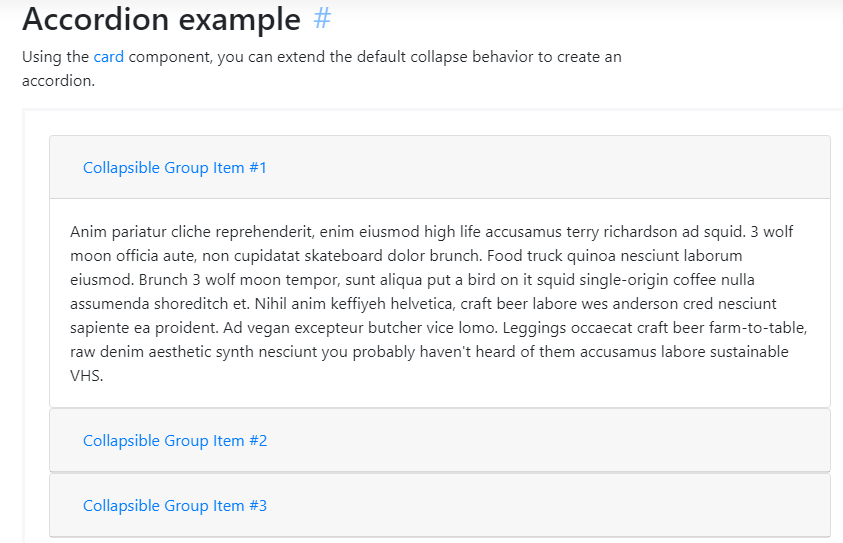 Accordion example #
Using the card component, you can extend the default collapse behavior to create an
accordion.
Collapsible Group Item #1
Anim pariatur cliche reprehenderit, enim eiusmod high life accusamus terry richardson ad squid. 3 wolf
moon officia aute, non cupidatat skateboard dolor brunch. Food truck quinoa nesciunt laborum
eiusmod. Brunch 3 wolf moon tempor, sunt aliqua put a bird on it squid single-origin coffee nulla
assumenda shoreditch et. Nihil anim keffiyeh helvetica, craft beer labore wes anderson cred nesciunt
sapiente ea proident. Ad vegan excepteur butcher vice lomo. Leggings occaecat craft beer farm-to-table,
raw denim aesthetic synth nesciunt you probably haven't heard of them accusamus labore sustainable
VHS.
Collapsible Group Item #2
Collapsible Group Item #3